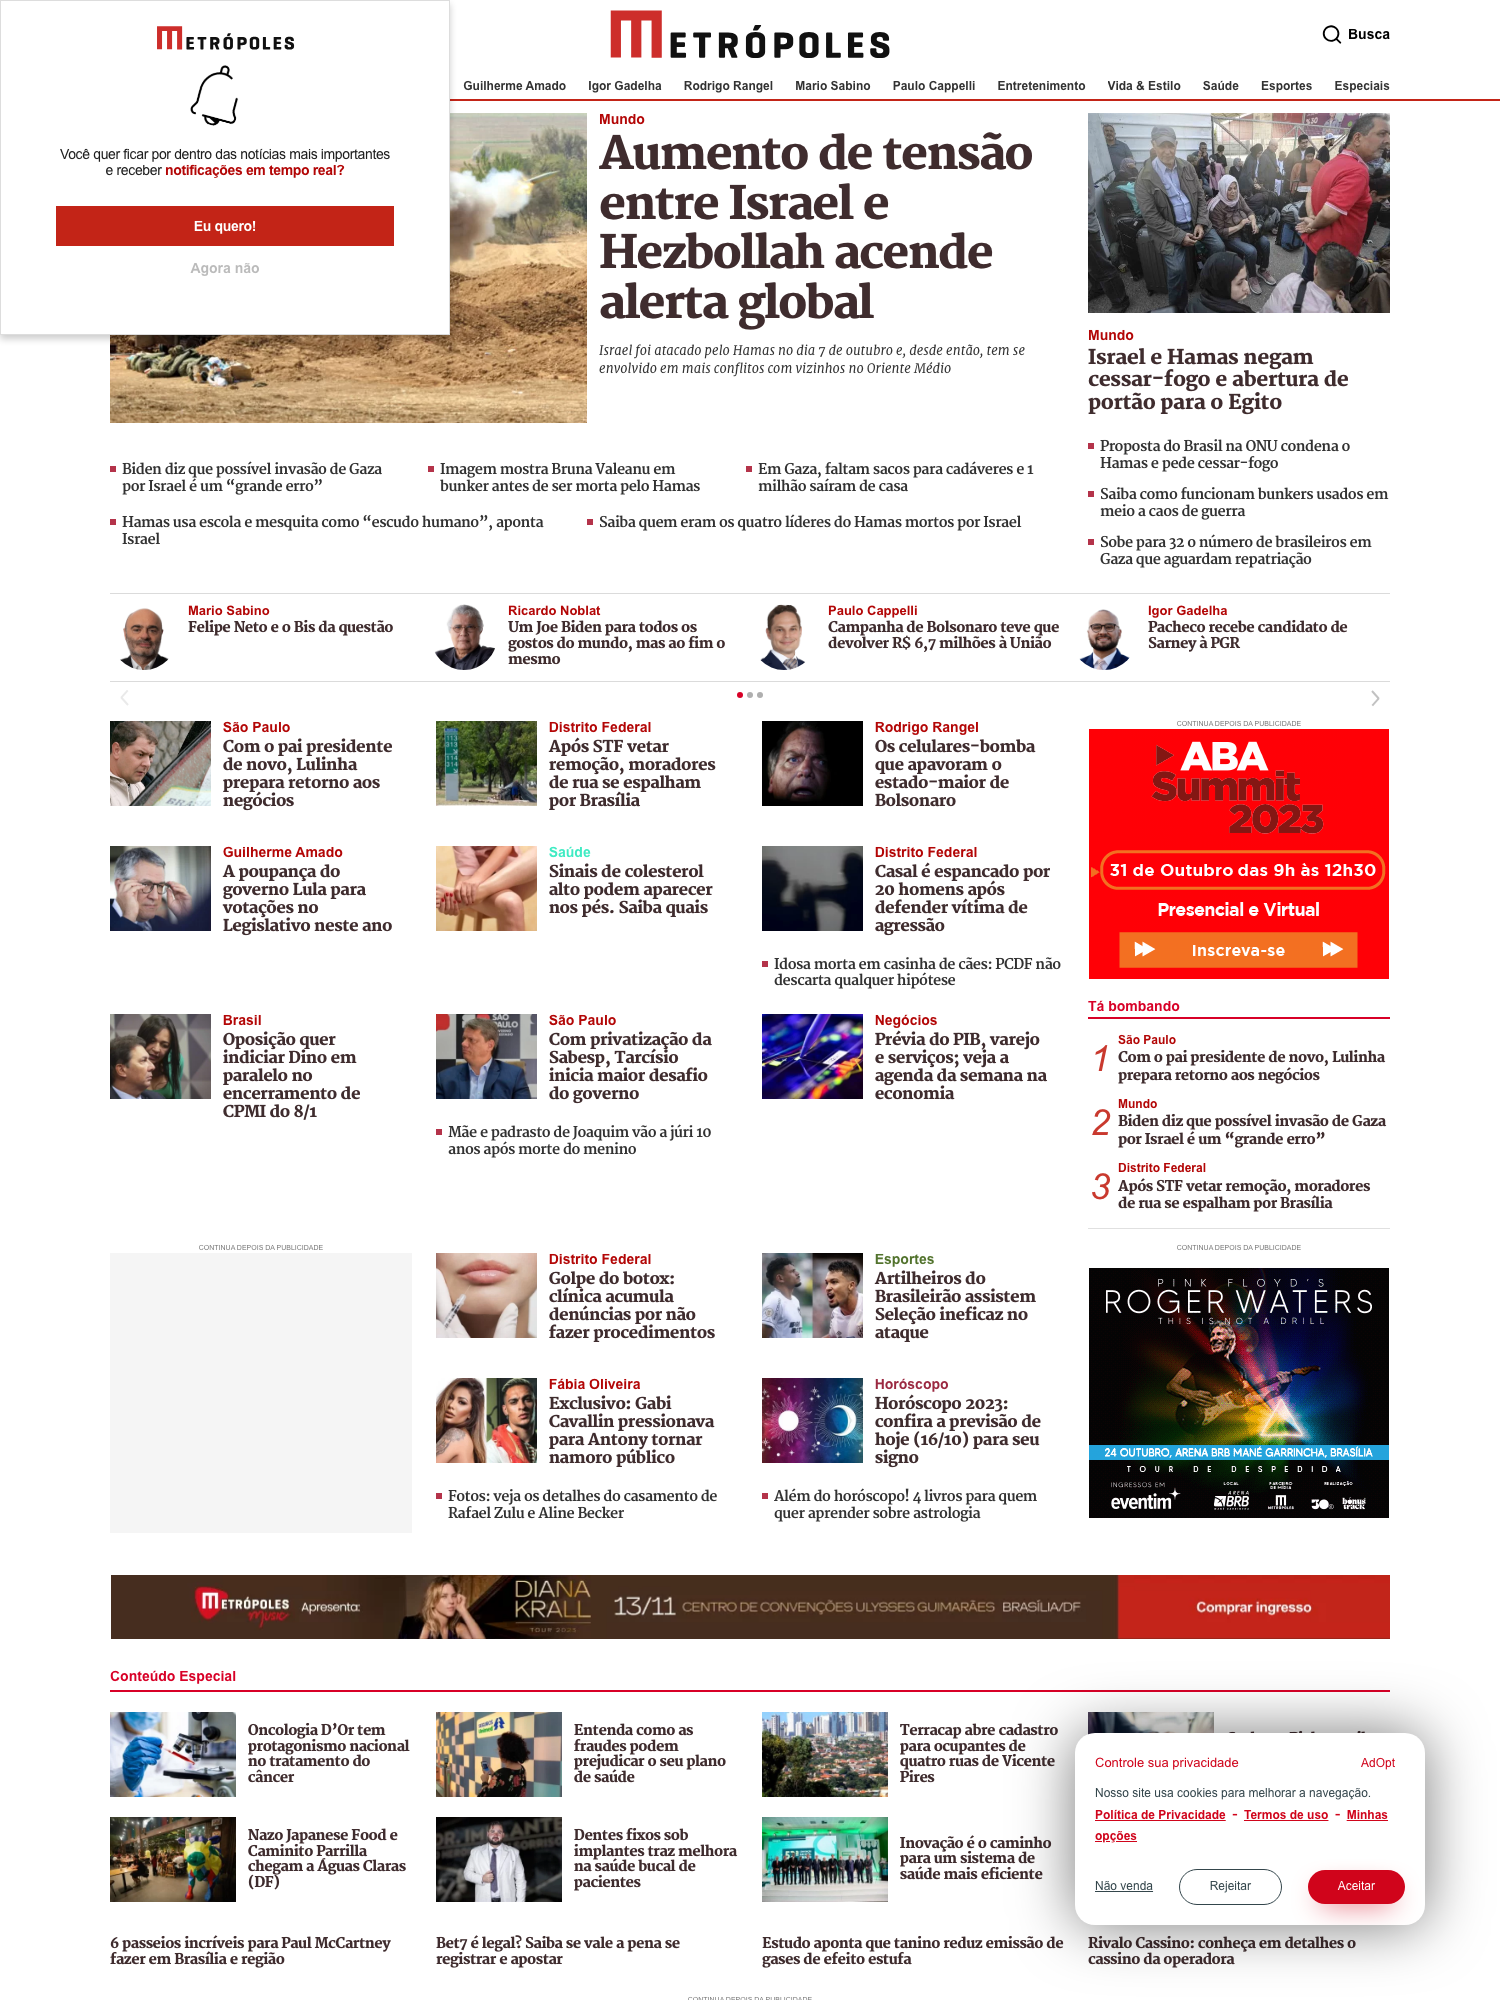 METRÓPOLES
Você quer ficar por dentro das notícias mais importantes
e receber notificações em tempo real?
Eu quero!
Agora não
METRÓPOLES
Busca
Guilherme Amado
Igor Gadelha
Rodrigo Rangel
Mario Sabino
Paulo Cappelli
Entretenimento
Vida & Estilo
Saúde
Esportes
Especiais
Mundo
Aumento de tensão
entre Israel e
Hezbollah acende
alerta global
Israel foi atacado pelo Hamas no dia 7 de outubro e, desde então, tem se
envolvido em mais conflitos com vizinhos no Oriente Médio
Mundo
Israel e Hamas negam
cessar-fogo e abertura de
portão para o Egito
Proposta do Brasil na ONU condena o
Hamas e pede cessar-fogo
Saiba como funcionam bunkers usados em
meio a caos de guerra
Sobe para 32 o número de brasileiros em
Gaza que aguardam repatriação
Biden diz que possível invasão de Gaza
por Israel é um “grande erro”
Imagem mostra Bruna Valeanu em
bunker antes de ser morta pelo Hamas
Em Gaza, faltam sacos para cadáveres e 1
milhão saíram de casa
Hamas usa escola e mesquita como “escudo humano”, aponta
Israel
Saiba quem eram os quatro líderes do Hamas mortos por Israel
Mario Sabino
Felipe Neto e o Bis da questão
Ricardo Noblat
Um Joe Biden para todos os
gostos do mundo, mas ao fim o
mesmo
Paulo Cappelli
Campanha de Bolsonaro teve que
devolver R$ 6,7 milhões à União
Igor Gadelha
Pacheco recebe candidato de
Sarney à PGR
São Paulo
Com o pai presidente
de novo, Lulinha
prepara retorno aos
negócios
Distrito Federal
Após STF vetar
remoção, moradores
de rua se espalham
por Brasília
Rodrigo Rangel
Os celulares-bomba
que apavoram o
estado-maior de
Bolsonaro
Guilherme Amado
A poupança do
governo Lula para
votações no
Legislativo neste ano
Saúde
Sinais de colesterol
alto podem aparecer
nos pés. Saiba quais
Distrito Federal
Casal é espancado por
20 homens após
defender vítima de
agressão
Idosa morta em casinha de cães: PCDF não
descarta qualquer hipótese
Brasil
Oposição quer
indiciar Dino em
paralelo no
encerramento de
CPMI do 8/1
São Paulo
Com privatização da
Sabesp, Tarcísio
inicia maior desafio
do governo
Mãe e padrasto de Joaquim vão a júri 10
anos após morte do menino
Negócios
Prévia do PIB, varejo
e serviços; veja a
agenda da semana na
economia
CONTINUA DEPOIS DA PUBLICIDADE
ABA
Summit
2023
31 de Outubro das 9h às 12h30
Presencial e Virtual
Inscreva-se
Tá bombando
1
São Paulo
Com o pai presidente de novo, Lulinha
prepara retorno aos negócios
2
Mundo
Biden diz que possível invasão de Gaza
por Israel é um “grande erro”
3
Distrito Federal
Após STF vetar remoção, moradores
de rua se espalham por Brasília
CONTINUA DEPOIS DA PUBLICIDADE
Distrito Federal
Golpe do botox:
clínica acumula
denúncias por não
fazer procedimentos
Esportes
Artilheiros do
Brasileirão assistem
Seleção ineficaz no
ataque
Fábia Oliveira
Exclusivo: Gabi
Cavallin pressionava
para Antony tornar
namoro público
Fotos: veja os detalhes do casamento de
Rafael Zulu e Aline Becker
Horóscopo
Horóscopo 2023:
confira a previsão de
hoje (16/10) para seu
signo
Além do horóscopo! 4 livros para quem
quer aprender sobre astrologia
CONTINUA DEPOIS DA PUBLICIDADE
PINK FLOYD'S
ROGER WATERS
THIS IS NOT A DRILL
24 OUTUBRO, ARENA BRB MANÉ GARRINCHA, BRASÍLIA
TOUR DE DESPEDIDA
INGRESSOS EM
eventim
LOCAL
ARENA
BRB
PARCEIRO
DE MÍDIA
METRÓPOLES
REALIZAÇÃO
30e
bonus
track
METRÓPOLES
Music
Apresenta:
DIANA
KRALL
TOUR 2023
13/11 CENTRO DE CONVENÇÕES ULYSSES GUIMARÃES BRASÍLIA/DF
Comprar ingresso
Conteúdo Especial
Oncologia D’Or tem
protagonismo nacional
no tratamento do
câncer
Entenda como as
fraudes podem
prejudicar o seu plano
de saúde
Terracap abre cadastro
para ocupantes de
quatro ruas de Vicente
Pires
Nazo Japanese Food e
Caminito Parrilla
chegam a Águas Claras
(DF)
Dentes fixos sob
implantes traz melhora
na saúde bucal de
pacientes
Inovação é o caminho
para um sistema de
saúde mais eficiente
Controle sua privacidade
AdOpt
Nosso site usa cookies para melhorar a navegação.
Política de Privacidade - Termos de uso - Minhas
opções
Não venda
Rejeitar
Aceitar
6 passeios incríveis para Paul McCartney
fazer em Brasília e região
Bet7 é legal? Saiba se vale a pena se
registrar e apostar
Estudo aponta que tanino reduz emissão de
gases de efeito estufa
Rivalo Cassino: conheça em detalhes o
cassino da operadora
CONTINUA DEPOIS DA PUBLICIDADE